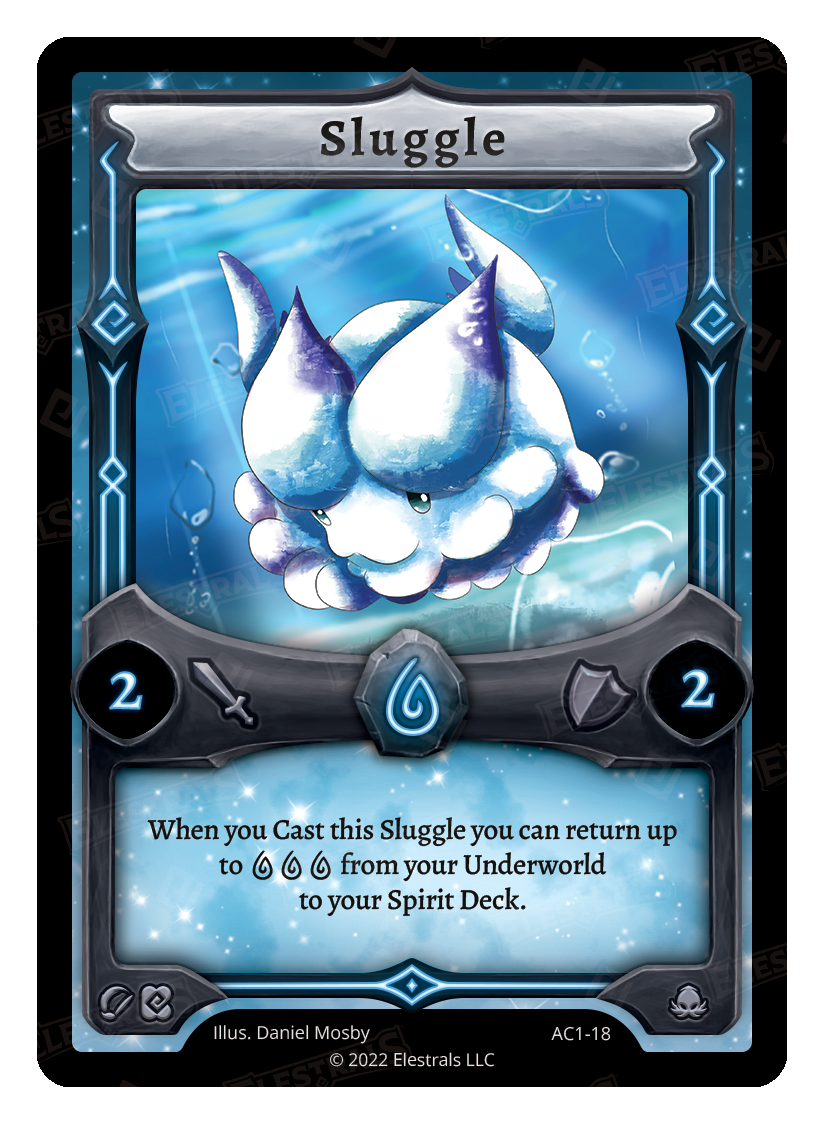 Sluggle
2
2
When you Cast this Sluggle you can return up
to from your Underworld
to your Spirit Deck.
Illus. Daniel Mosby
AC1-18
© 2022 Elestrals LLC
ELESTRALS